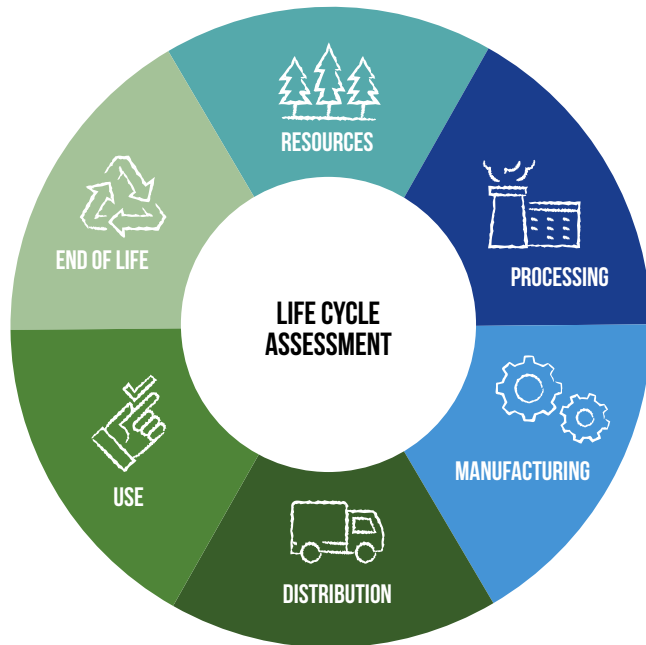 RESOURCES
PROCESSING
MANUFACTURING
DISTRIBUTION
USE
END OF LIFE
LIFE CYCLE
ASSESSMENT